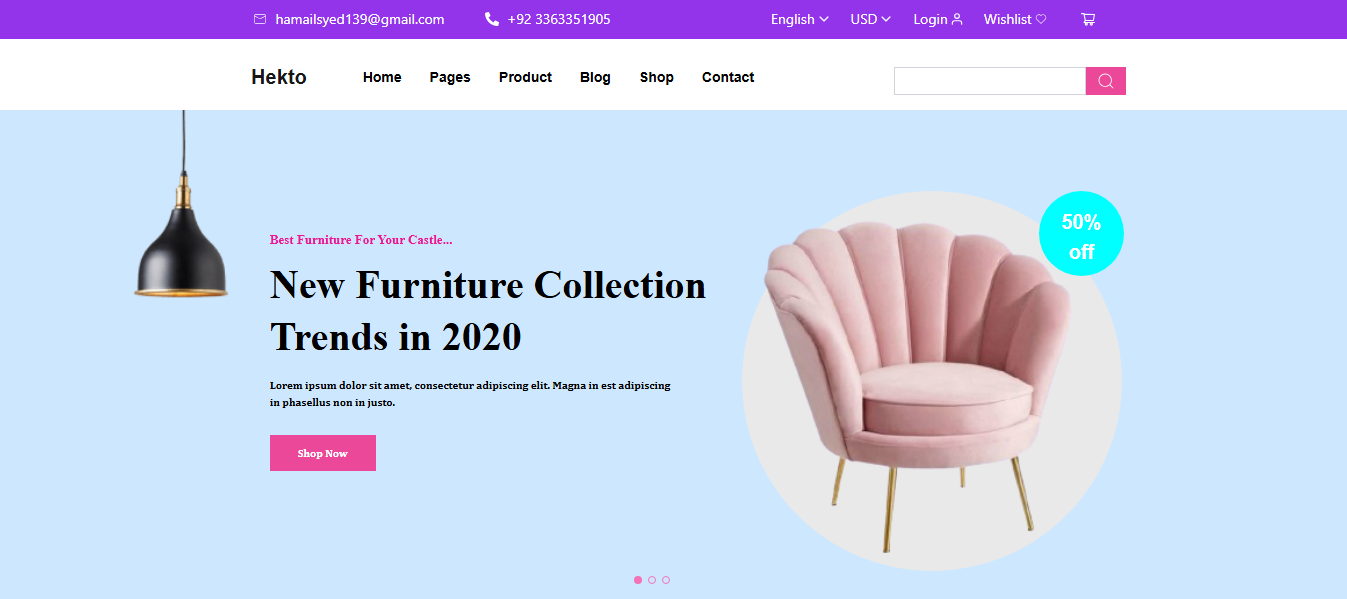 hamailsyed139@gmail.com +92 3363351905 English USD Login Wishlist
Hekto Home Pages Product Blog Shop Contact
Best Furniture For Your Castle...
New Furniture Collection
Trends in 2020
Lorem ipsum dolor sit amet, consectetur adipiscing elit. Magna in est adipiscing
in phasellus non in justo.
Shop Now
50%
off